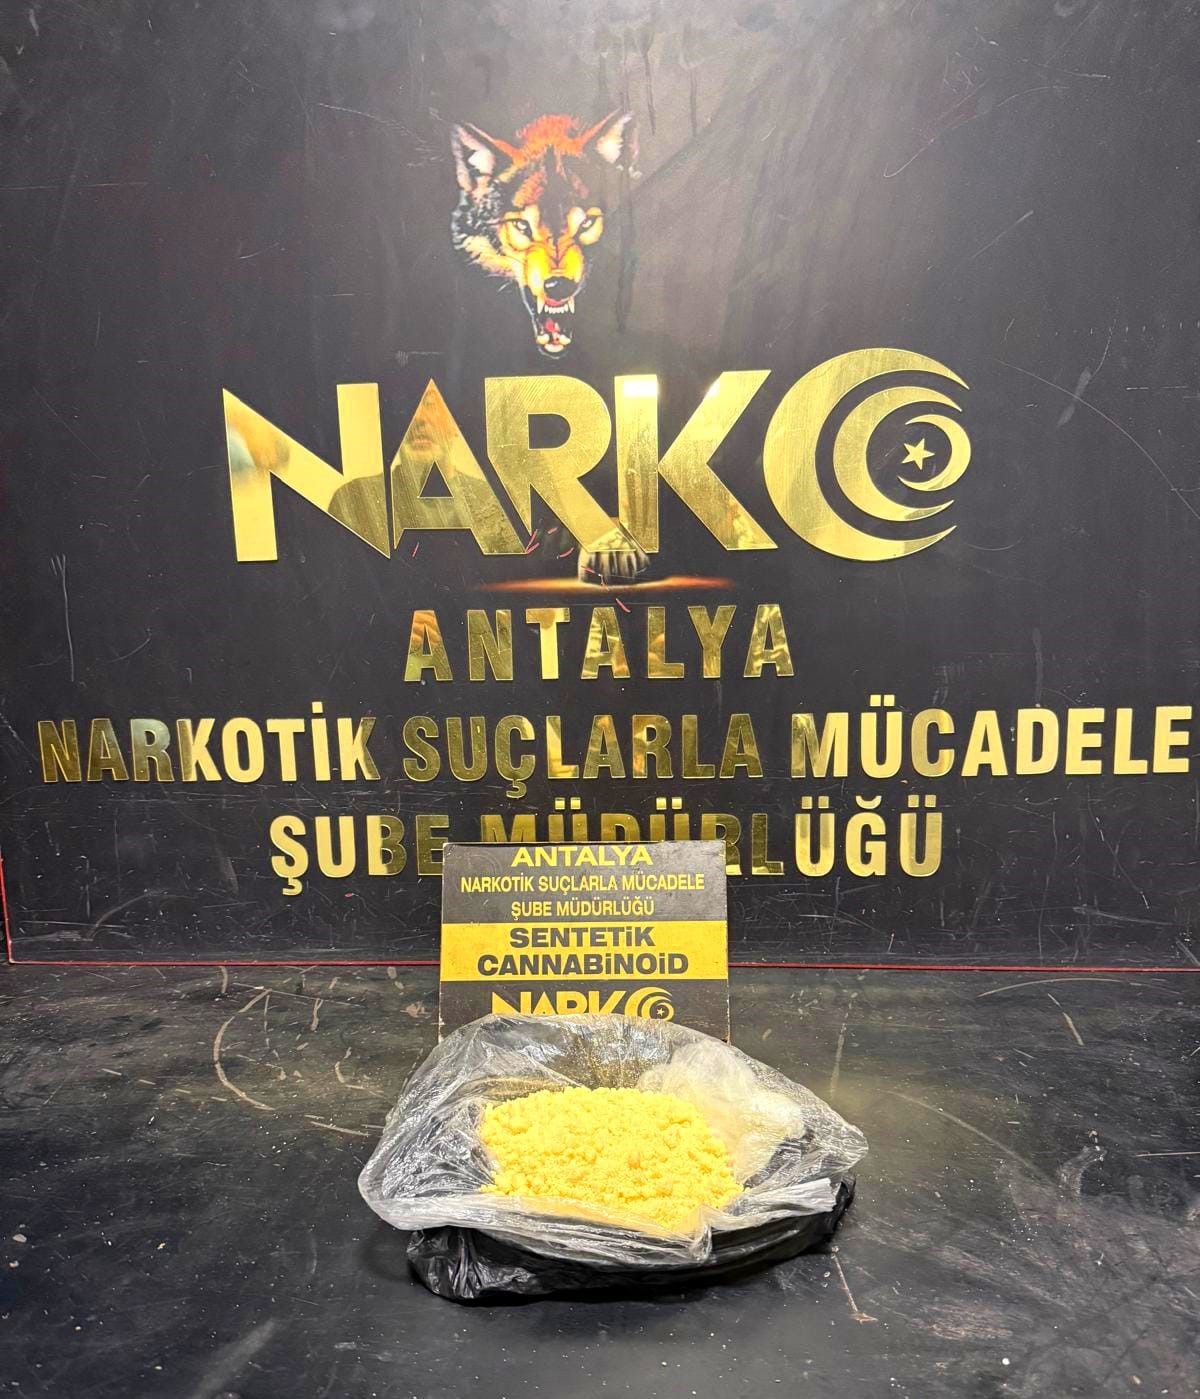 NARKO
ANTALYA
NARKOTİK SUÇLARLA MÜCADELE
ŞUBE MÜDÜRLÜĞÜ
ANTALYA
NARKOTİK SUÇLARLA MÜCADELE
ŞUBE MÜDÜRLÜĞÜ
SENTETİK
CANNABİNOİD
NARKO